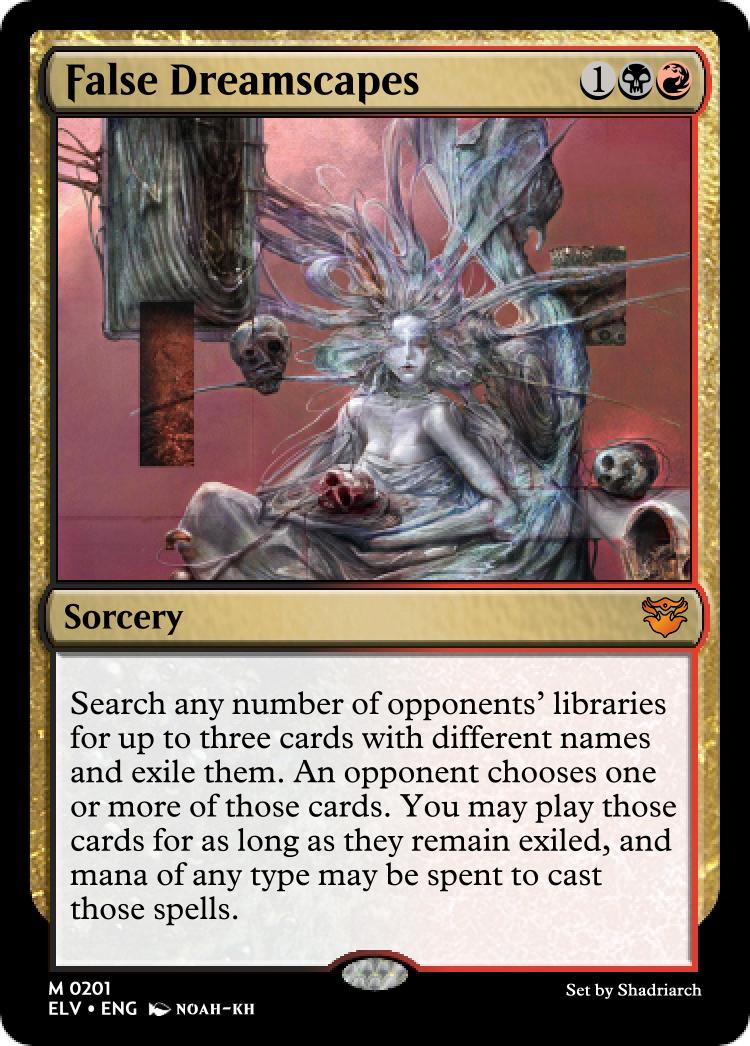 False Dreamscapes 1
Sorcery
Search any number of opponents’ libraries
for up to three cards with different names
and exile them. An opponent chooses one
or more of those cards. You may play those
cards for as long as they remain exiled, and
mana of any type may be spent to cast
those spells.
M 0201
ELV • ENG NOAH-KH
Set by Shadriarch